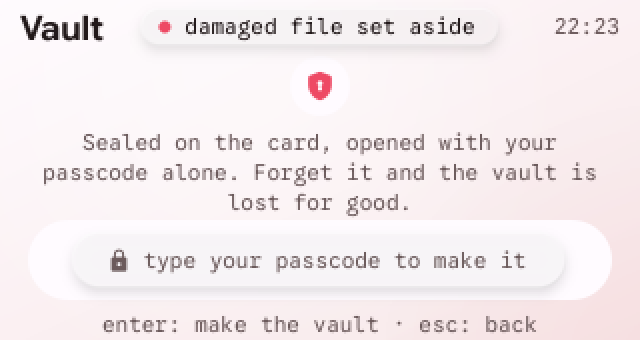 Vault
damaged file set aside
22:23
Sealed on the card, opened with your
passcode alone. Forget it and the vault is
lost for good.
type your passcode to make it
enter: make the vault · esc: back